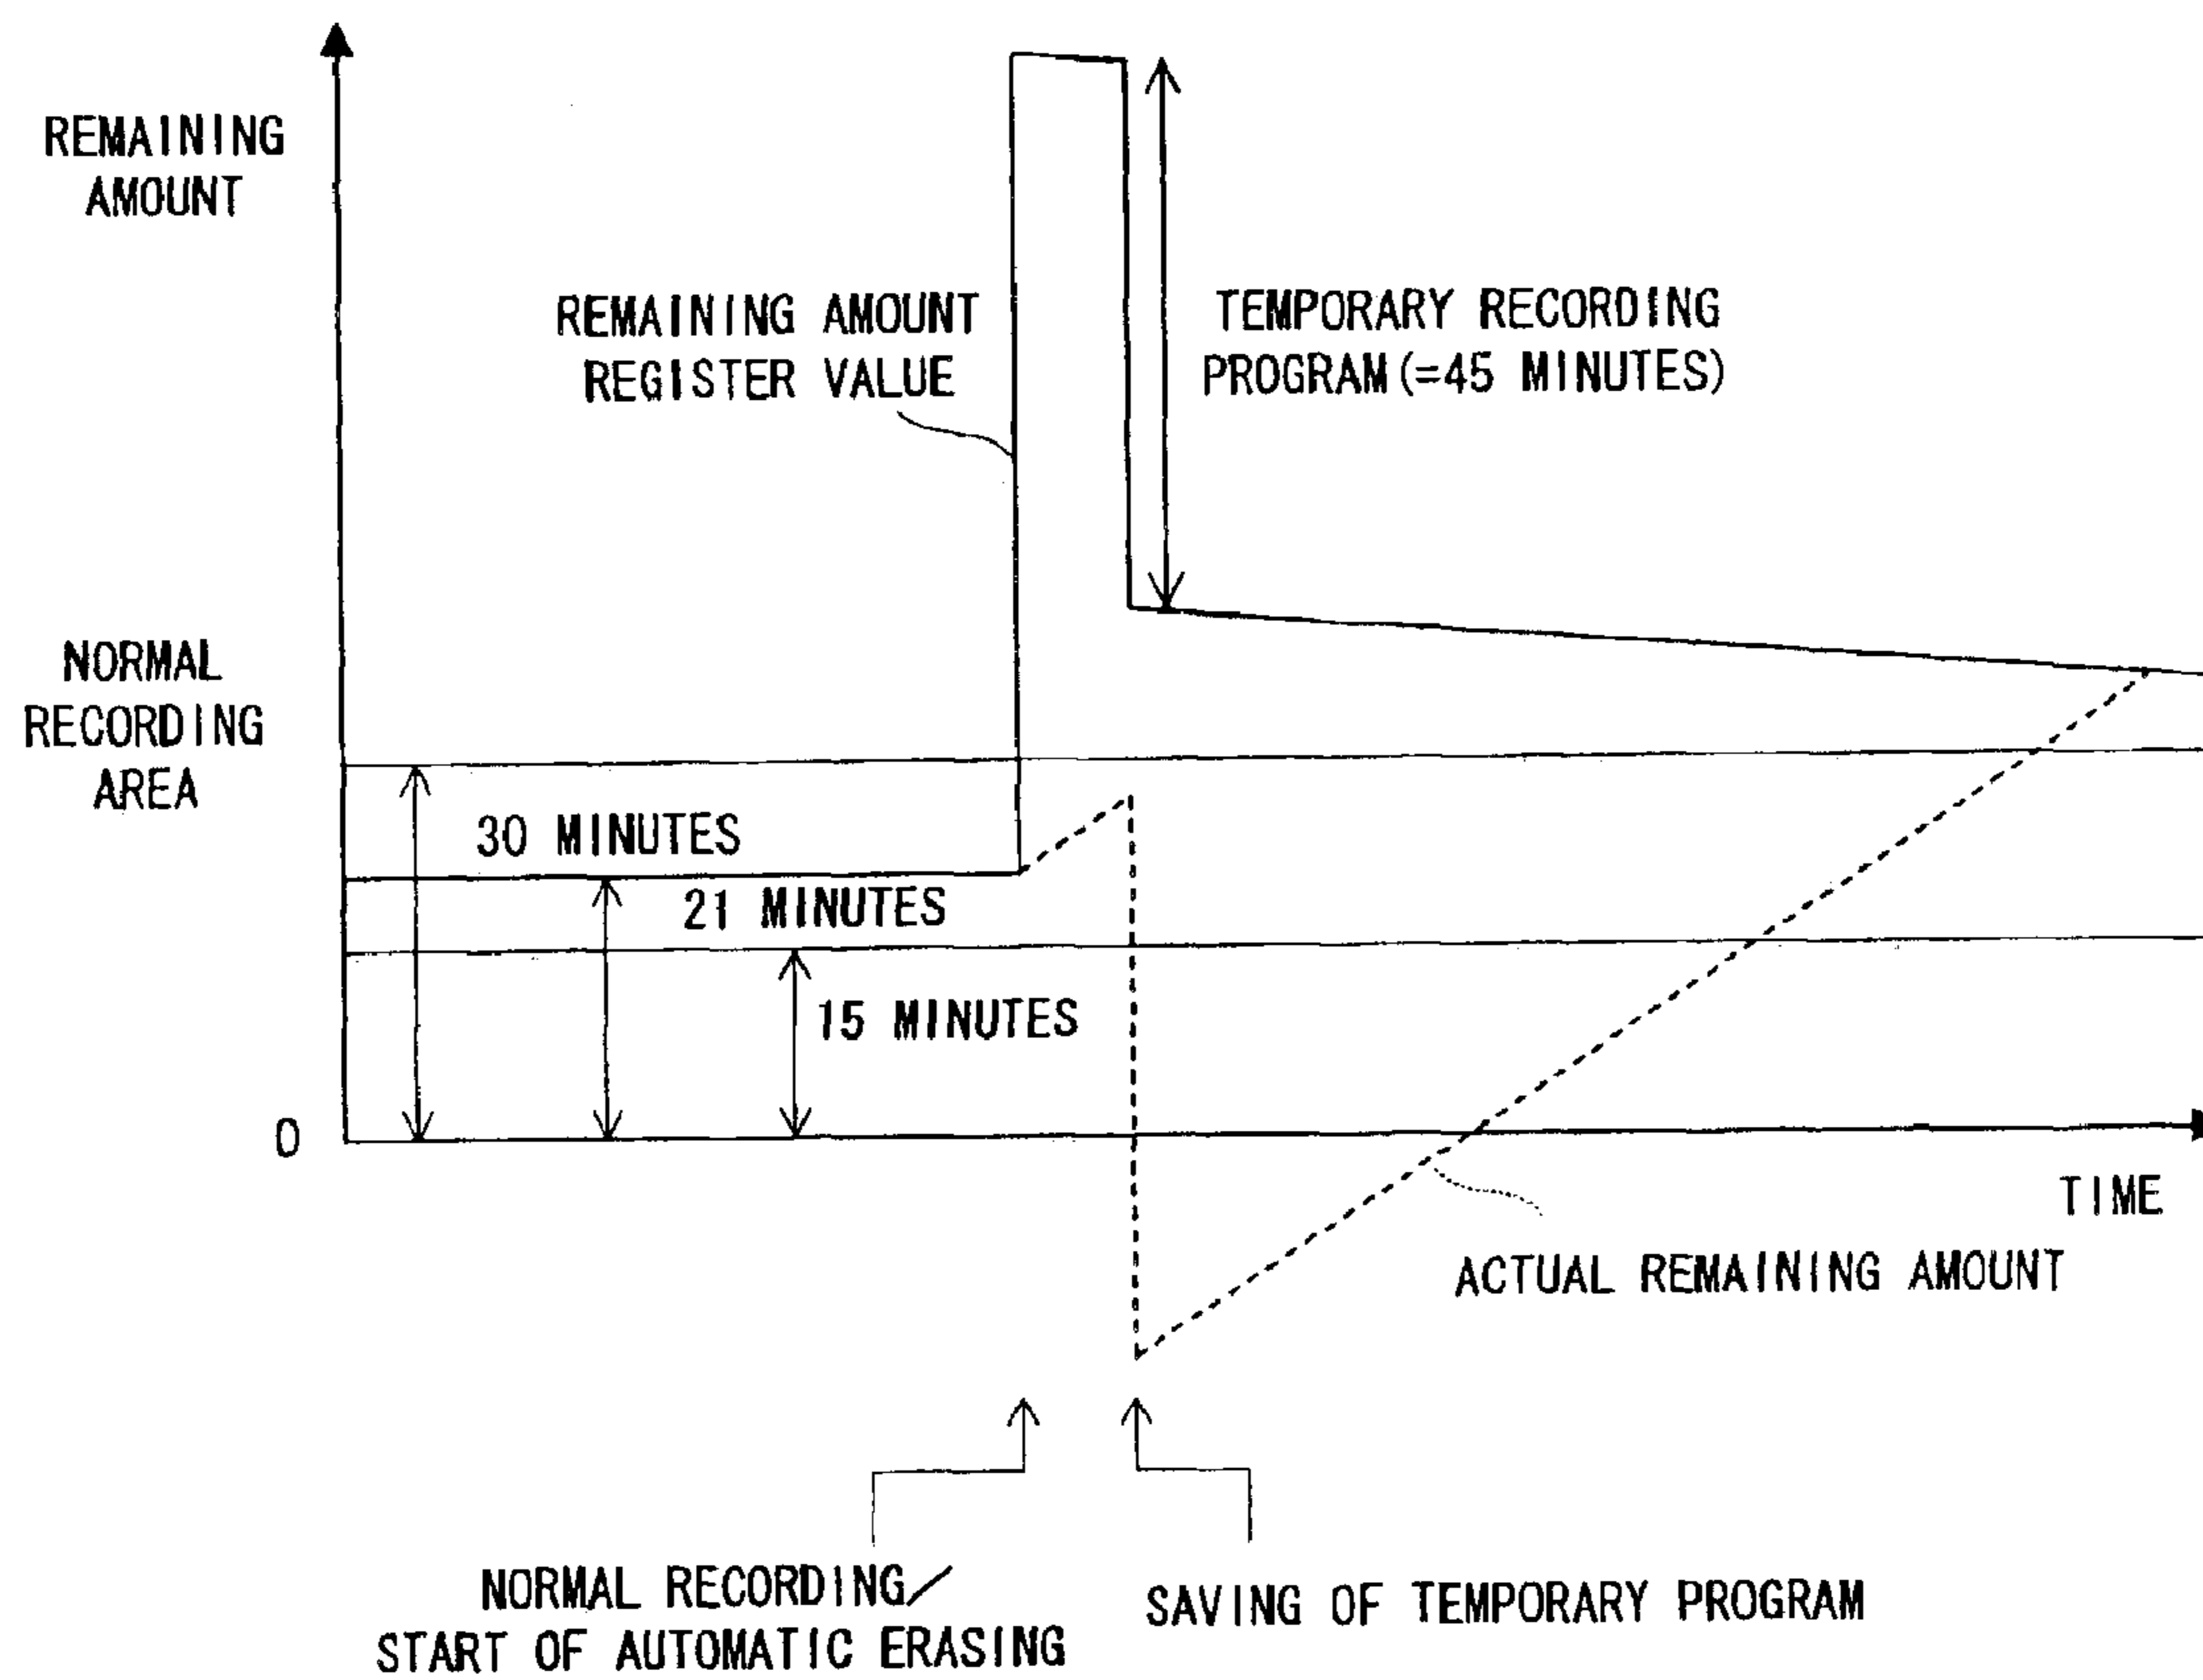 REMAINING
AMOUNT
REMAINING AMOUNT
REGISTER VALUE
TEMPORARY RECORDING
PROGRAM(=45 MINUTES)
NORMAL
RECORDING
AREA
30 MINUTES
21 MINUTES
15 MINUTES
0
TIME
ACTUAL REMAINING AMOUNT
NORMAL RECORDING/
START OF AUTOMATIC ERASING
SAVING OF TEMPORARY PROGRAM